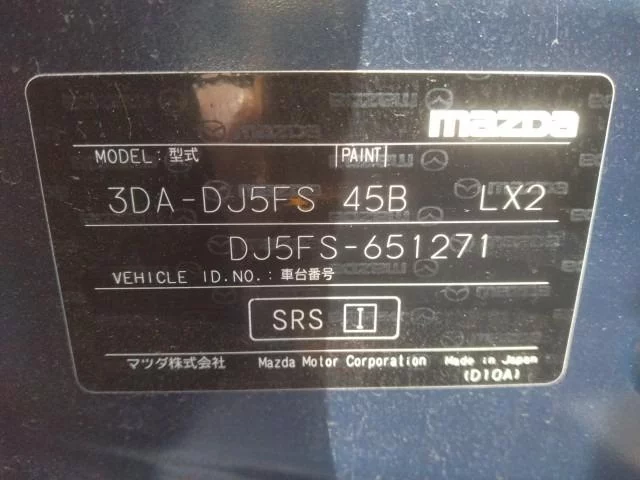 mazda
MODEL: 型式 PAINT
3DA-DJ5FS 45B LX2
DJ5FS-651271
VEHICLE ID.NO.: 車台番号
SRS I
マツダ株式会社 Mazda Motor Corporation Made in Japan
(D10A)